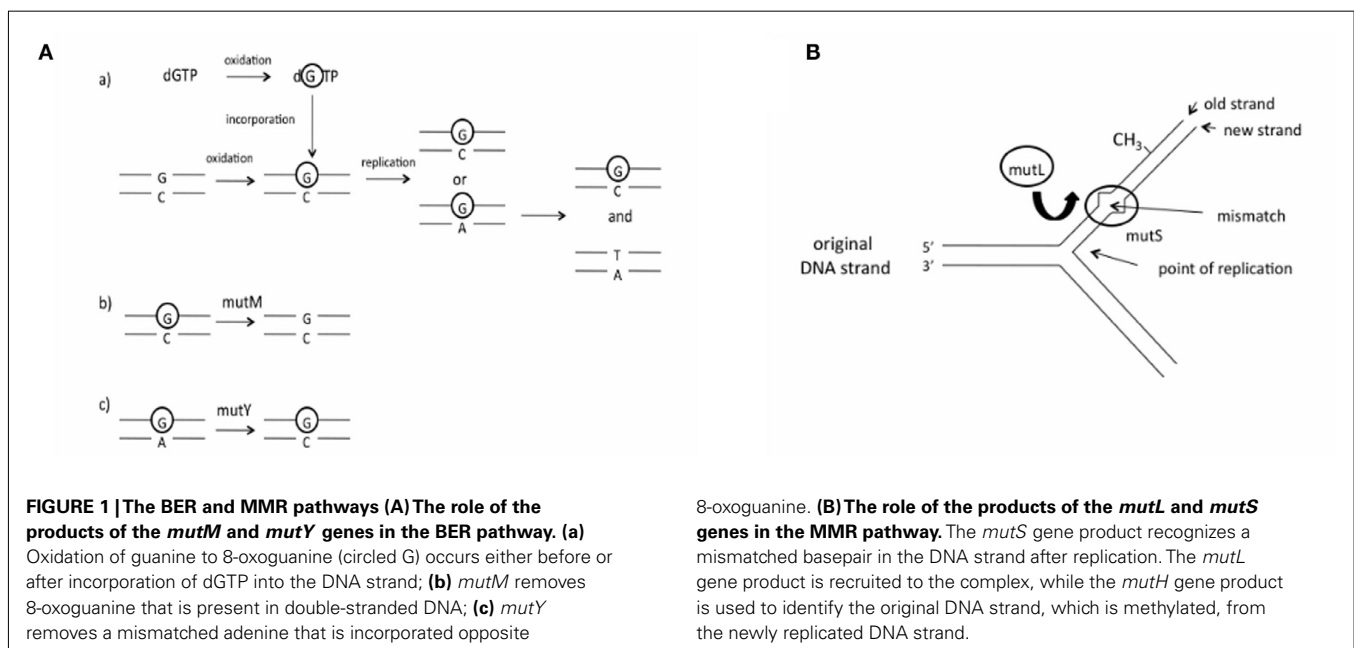 A
a)
dGTP
oxidation
dGTP
incorporation
G
C
oxidation
G
C
replication
G
C
or
G
A
G
C
and
T
A
b)
G
C
mutM
G
C
c)
G
A
mutY
G
C
B
old strand
new strand
CH3
mutL
mismatch
mutS
original
DNA strand
5'
3'
point of replication
FIGURE 1 | The BER and MMR pathways (A) The role of the
products of the mutM and mutY genes in the BER pathway. (a)
Oxidation of guanine to 8-oxoguanine (circled G) occurs either before or
after incorporation of dGTP into the DNA strand; (b) mutM removes
8-oxoguanine that is present in double-stranded DNA; (c) mutY
removes a mismatched adenine that is incorporated opposite
8-oxoguanine. (B) The role of the products of the mutL and mutS
genes in the MMR pathway. The mutS gene product recognizes a
mismatched basepair in the DNA strand after replication. The mutL
gene product is recruited to the complex, while the mutH gene product
is used to identify the original DNA strand, which is methylated, from
the newly replicated DNA strand.